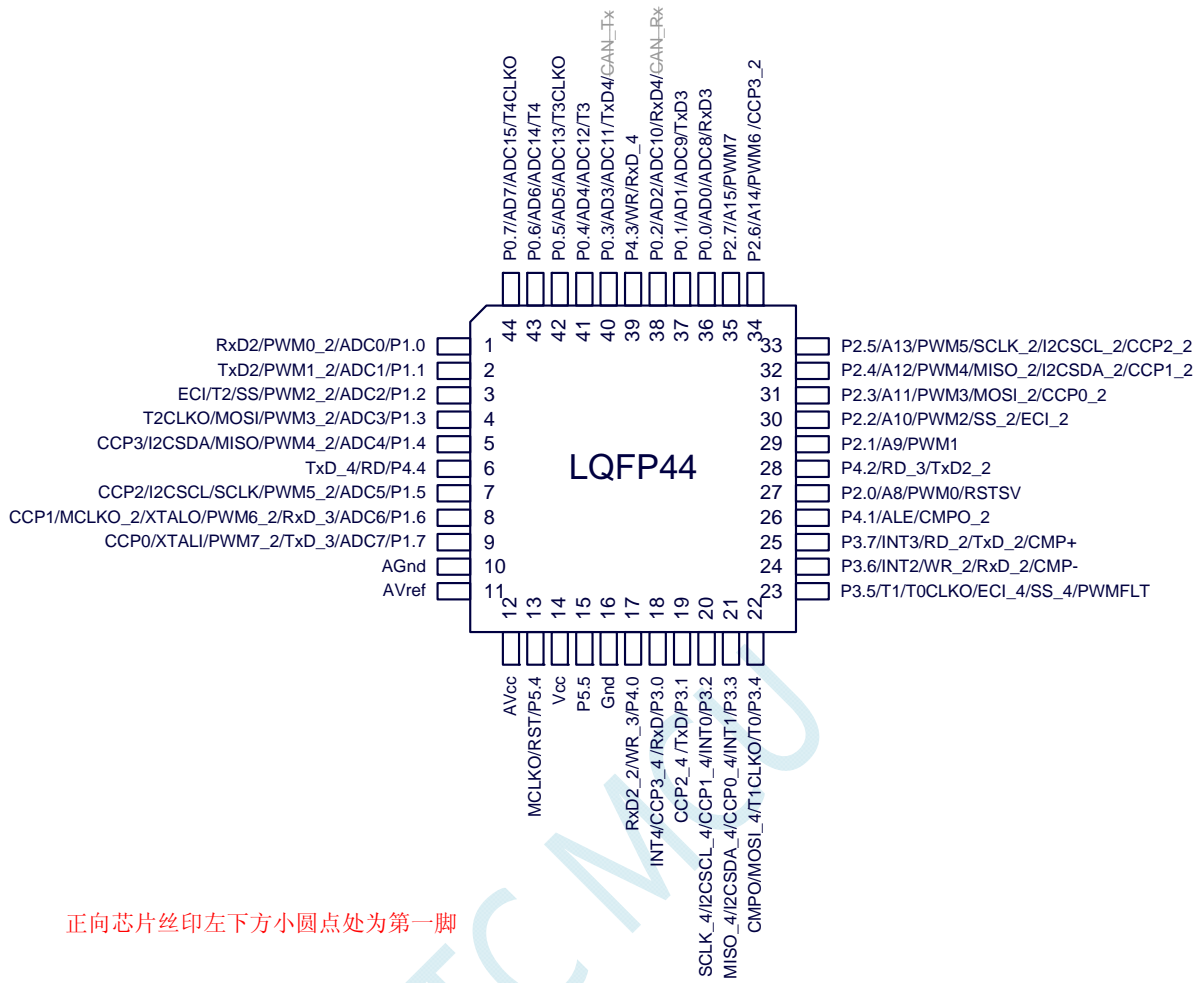 P0.7/AD7/ADC15/T4CLKO
P0.6/AD6/ADC14/T4
P0.5/AD5/ADC13/T3CLKO
P0.4/AD4/ADC12/T3
P0.3/AD3/ADC11/TxD4/CAN_Tx
P4.3/WR/RxD_4
P0.2/AD2/ADC10/RxD4/CAN_Rx
P0.1/AD1/ADC9/TxD3
P0.0/AD0/ADC8/RxD3
P2.7/A15/PWM7
P2.6/A14/PWM6 /CCP3_2
44 43 42 41 40 39 38 37 36 35 34
RxD2/PWM0_2/ADC0/P1.0 1
TxD2/PWM1_2/ADC1/P1.1 2
ECI/T2/SS/PWM2_2/ADC2/P1.2 3
T2CLKO/MOSI/PWM3_2/ADC3/P1.3 4
CCP3/I2CSDA/MISO/PWM4_2/ADC4/P1.4 5
TxD_4/RD/P4.4 6
CCP2/I2CSCL/SCLK/PWM5_2/ADC5/P1.5 7
CCP1/MCLKO_2/XTALO/PWM6_2/RxD_3/ADC6/P1.6 8
CCP0/XTALI/PWM7_2/TxD_3/ADC7/P1.7 9
AGnd 10
AVref 11
LQFP44
33 P2.5/A13/PWM5/SCLK_2/I2CSCL_2/CCP2_2
32 P2.4/A12/PWM4/MISO_2/I2CSDA_2/CCP1_2
31 P2.3/A11/PWM3/MOSI_2/CCP0_2
30 P2.2/A10/PWM2/SS_2/ECI_2
29 P2.1/A9/PWM1
28 P4.2/RD_3/TxD2_2
27 P2.0/A8/PWM0/RSTSV
26 P4.1/ALE/CMPO_2
25 P3.7/INT3/RD_2/TxD_2/CMP+
24 P3.6/INT2/WR_2/RxD_2/CMP-
23 P3.5/T1/T0CLKO/ECI_4/SS_4/PWMFLT
12 13 14 15 16 17 18 19 20 21 22
AVcc
MCLKO/RST/P5.4
Vcc
P5.5
Gnd
RxD2_2/WR_3/P4.0
INT4/CCP3_4 /RxD/P3.0
CCP2_4 /TxD/P3.1
SCLK_4/I2CSCL_4/CCP1_4/INT0/P3.2
MISO_4/I2CSDA_4/CCP0_4/INT1/P3.3
CMPO/MOSI_4/T1CLKO/T0/P3.4
正向芯片丝印左下方小圆点处为第一脚
TC MCU